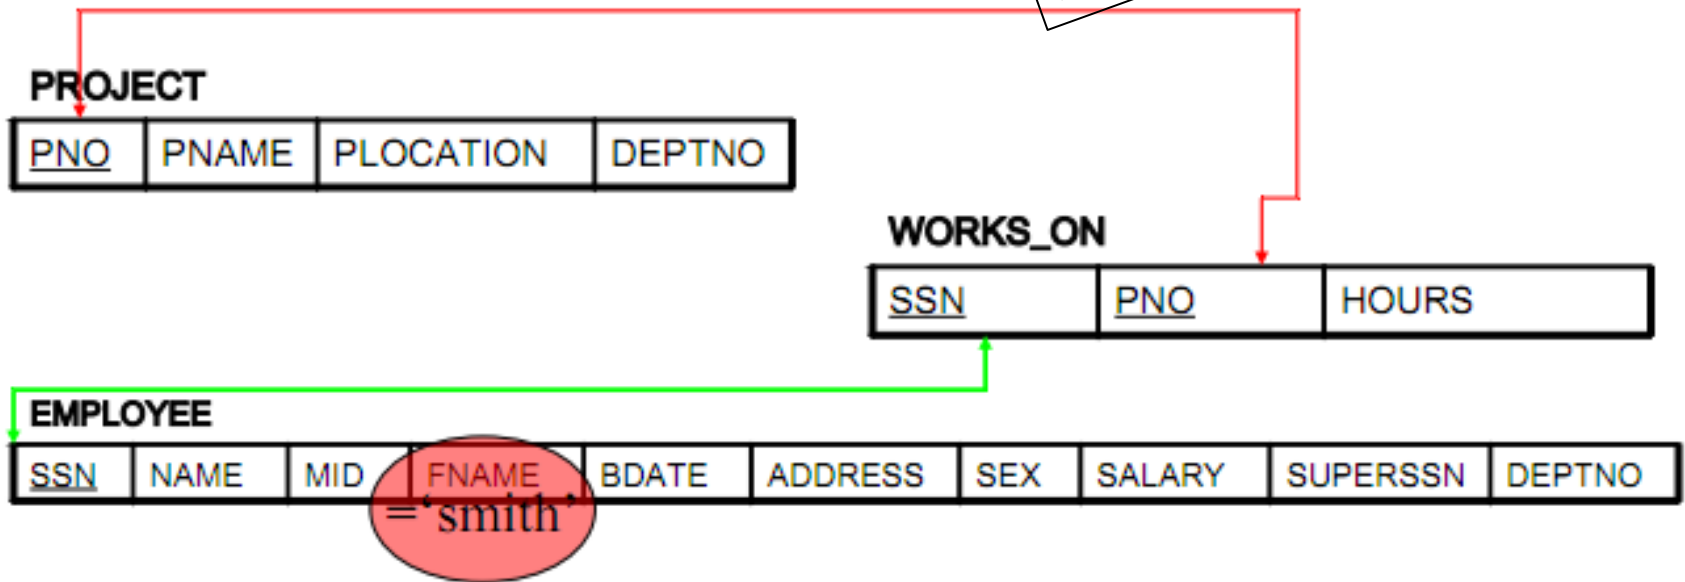 PROJECT
PNO PNAME PLOCATION DEPTNO
WORKS_ON
SSN PNO HOURS
EMPLOYEE
SSN NAME MID FNAME BDATE ADDRESS SEX SALARY SUPERSSN DEPTNO
=‘smith’